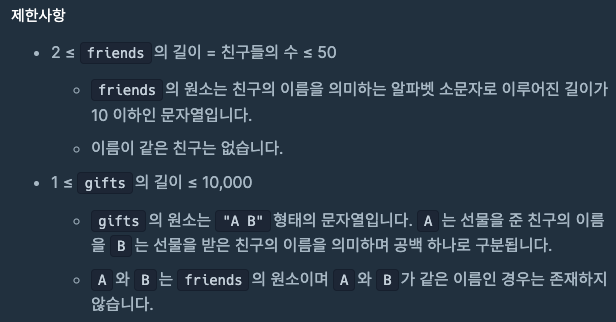 제한사항
• 2 ≤ friends 의 길이 = 친구들의 수 ≤ 50
◦ friends 의 원소는 친구의 이름을 의미하는 알파벳 소문자로 이루어진 길이가
10 이하인 문자열입니다.
◦ 이름이 같은 친구는 없습니다.
• 1 ≤ gifts 의 길이 ≤ 10,000
◦ gifts 의 원소는 "A B" 형태의 문자열입니다. A 는 선물을 준 친구의 이름
을 B 는 선물을 받은 친구의 이름을 의미하며 공백 하나로 구분됩니다.
◦ A 와 B 는 friends 의 원소이며 A 와 B 가 같은 이름인 경우는 존재하지
않습니다.